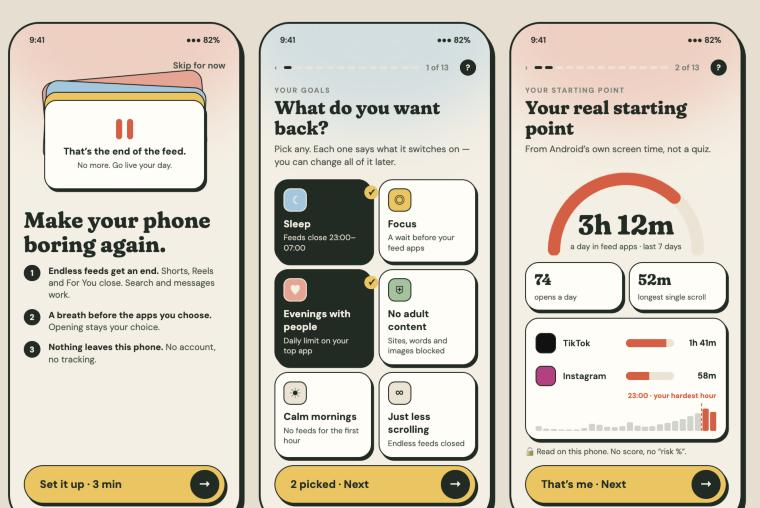 9:41
●●● 82%
Skip for now
That's the end of the feed.
No more. Go live your day.
Make your phone
boring again.
1
Endless feeds get an end. Shorts, Reels
and For You close. Search and messages
work.
2
A breath before the apps you choose.
Opening stays your choice.
3
Nothing leaves this phone. No account,
no tracking.
Set it up · 3 min →
9:41
●●● 82%
‹
1 of 13
?
YOUR GOALS
What do you want
back?
Pick any. Each one says what it switches on —
you can change all of it later.
Sleep
Feeds close 23:00–
07:00
Focus
A wait before your
feed apps
Evenings with
people
Daily limit on your
top app
No adult
content
Sites, words and
images blocked
Calm mornings
No feeds for the first
hour
∞
Just less
scrolling
Endless feeds closed
2 picked · Next →
9:41
●●● 82%
‹
2 of 13
?
YOUR STARTING POINT
Your real starting
point
From Android's own screen time, not a quiz.
3h 12m
a day in feed apps · last 7 days
74
opens a day
52m
longest single scroll
TikTok
1h 41m
Instagram
58m
23:00 · your hardest hour
Read on this phone. No score, no "risk %".
That's me · Next →